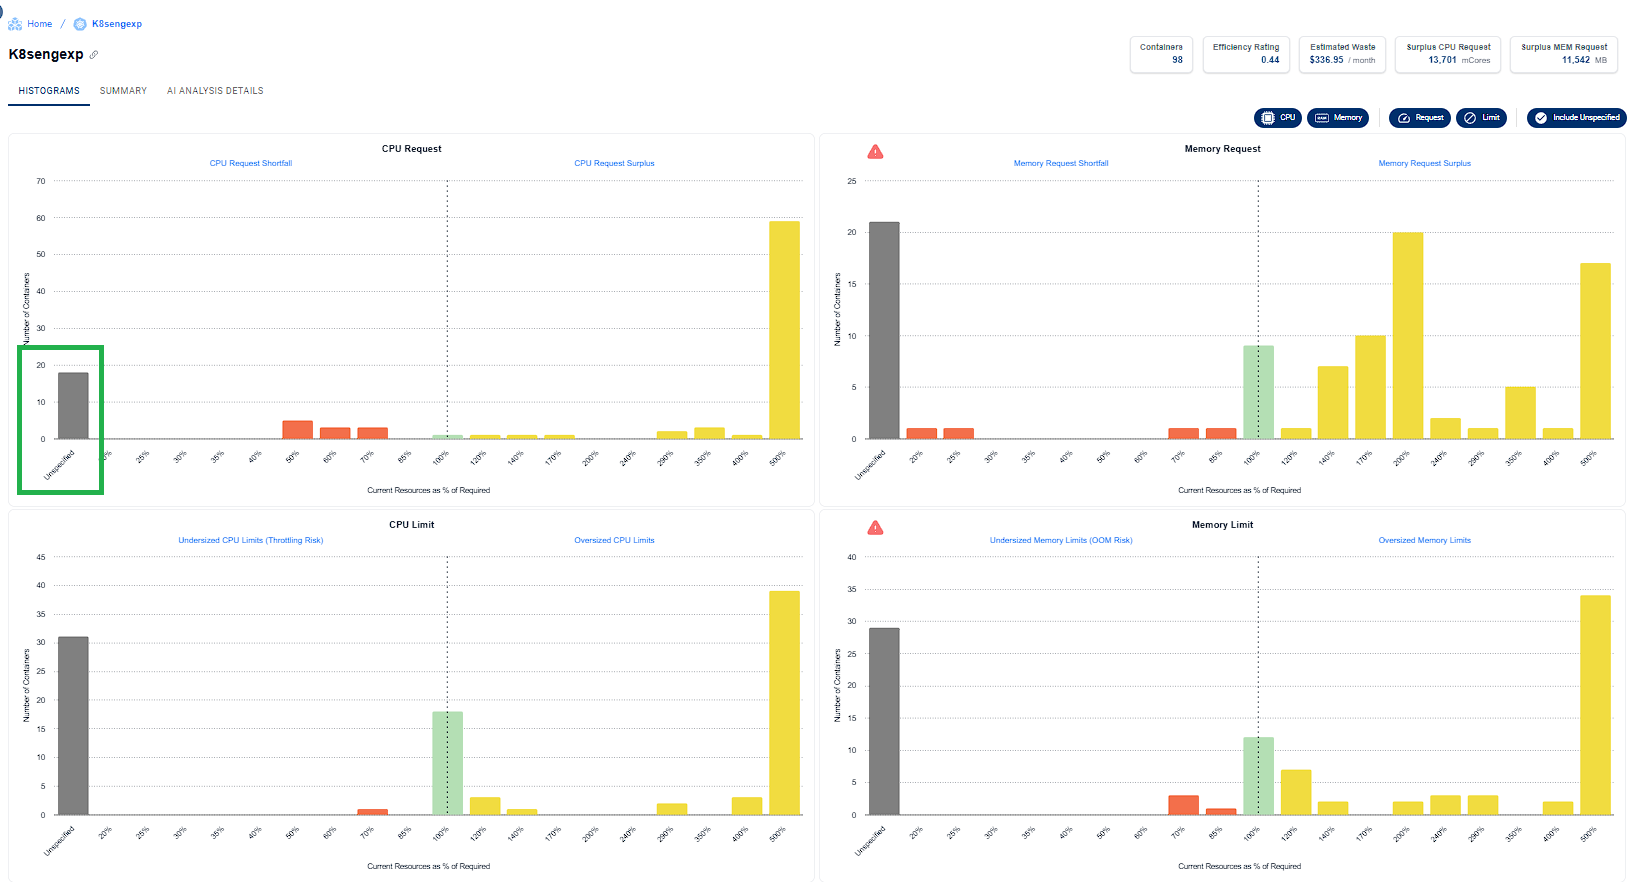 Home / K8sengexp
K8sengexp
Containers
98
Efficiency Rating
0.44
Estimated Waste
$336.95 / month
Surplus CPU Request
13,701 mCores
Surplus MEM Request
11,542 MB
HISTOGRAMS SUMMARY AI ANALYSIS DETAILS
CPU Memory Request Limit Include Unspecified
CPU Request
CPU Request Shortfall CPU Request Surplus
70
60
50
40
30
20
10
0
Number of Containers
Unspecified 25% 30% 35% 40% 50% 60% 70% 85% 100% 120% 140% 170% 200% 240% 290% 350% 400% 500%
Current Resources as % of Required
Memory Request
Memory Request Shortfall Memory Request Surplus
25
20
15
10
5
0
Number of Containers
Unspecified 20% 25% 30% 35% 40% 50% 60% 70% 85% 100% 120% 140% 170% 200% 240% 290% 350% 400% 500%
Current Resources as % of Required
CPU Limit
Undersized CPU Limits (Throttling Risk) Oversized CPU Limits
45
40
35
30
25
20
15
10
5
0
Number of Containers
Unspecified 20% 25% 30% 35% 40% 50% 60% 70% 85% 100% 120% 140% 170% 200% 240% 290% 350% 400% 500%
Current Resources as % of Required
Memory Limit
Undersized Memory Limits (OOM Risk) Oversized Memory Limits
40
35
30
25
20
15
10
5
0
Number of Containers
Unspecified 20% 25% 30% 35% 40% 50% 60% 70% 85% 100% 120% 140% 170% 200% 240% 290% 350% 400% 500%
Current Resources as % of Required